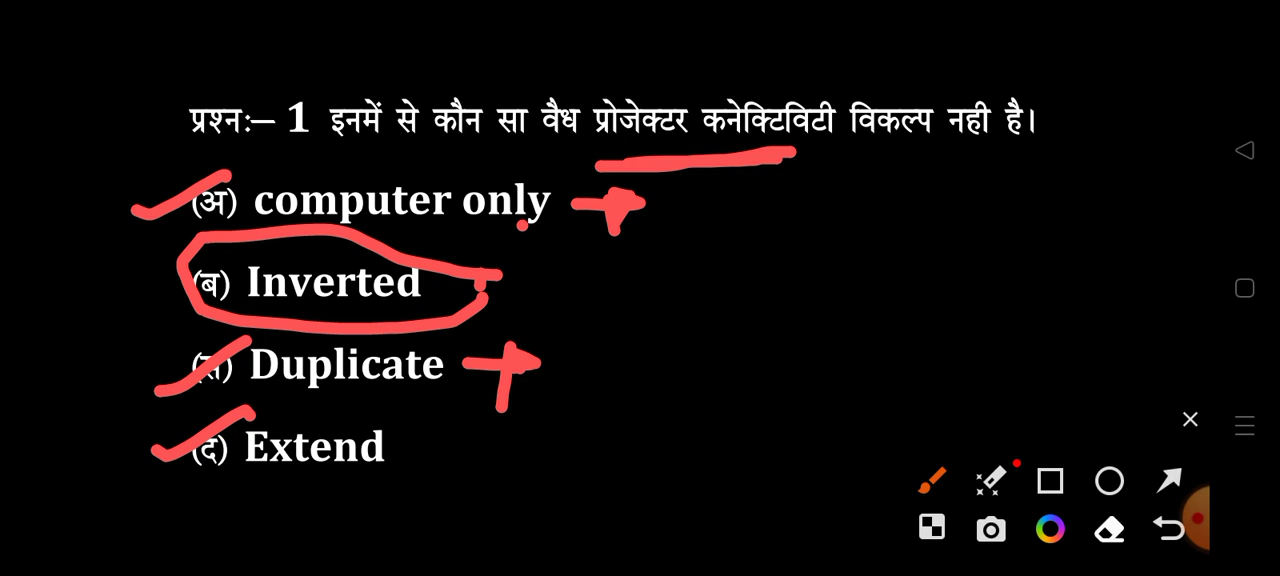 प्रश्नः– 1 इनमें से कौन सा वैध प्रोजेक्टर कनेक्टिविटी विकल्प नही है।
(अ) computer only
(ब) Inverted
(स) Duplicate
(द) Extend